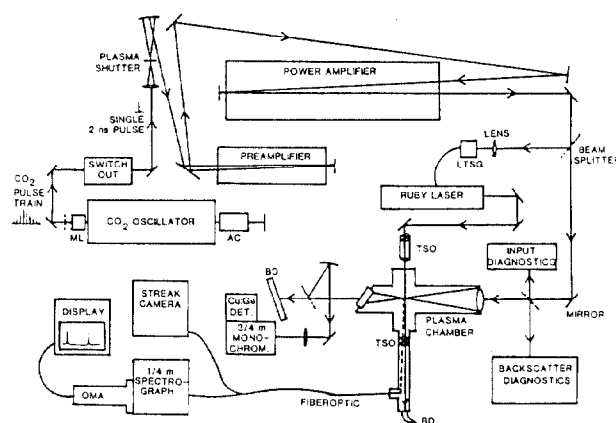 PLASMA
SHUTTER
POWER AMPLIFIER
SINGLE
2 ns PULSE
SWITCH
OUT
PREAMPLIFIER
LENS
LTSG
BEAM
SPLITTER
CO2
PULSE
TRAIN
RUBY LASER
ML
CO2 OSCILLATOR
AC
TSO
INPUT
DIAGNOSTICS
BD
STREAK
CAMERA
Cu:Ge
DET.
DISPLAY
3/4 m
MONO-
CHROM.
PLASMA
CHAMBER
MIRROR
TSO
1/4 m
SPECTRO-
GRAPH
BACKSCATTER
DIAGNOSTICS
OMA
FIBEROPTIC
BD